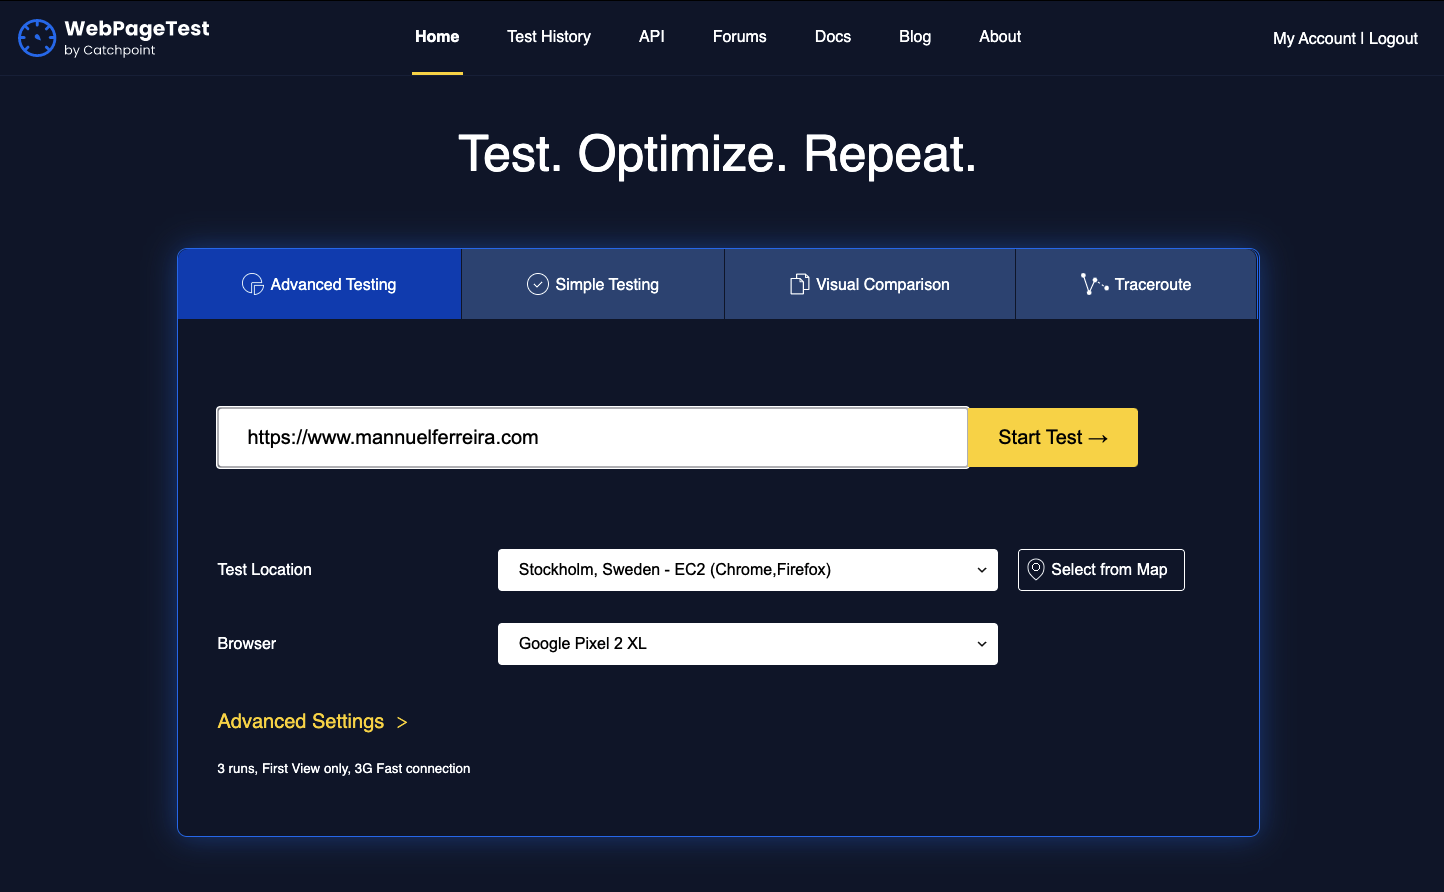 WebPageTest
by Catchpoint
Home Test History API Forums Docs Blog About
My Account | Logout
Test. Optimize. Repeat.
Advanced Testing Simple Testing Visual Comparison Traceroute
https://www.mannuelferreira.com Start Test →
Test Location Stockholm, Sweden - EC2 (Chrome,Firefox) Select from Map
Browser Google Pixel 2 XL
Advanced Settings >
3 runs, First View only, 3G Fast connection